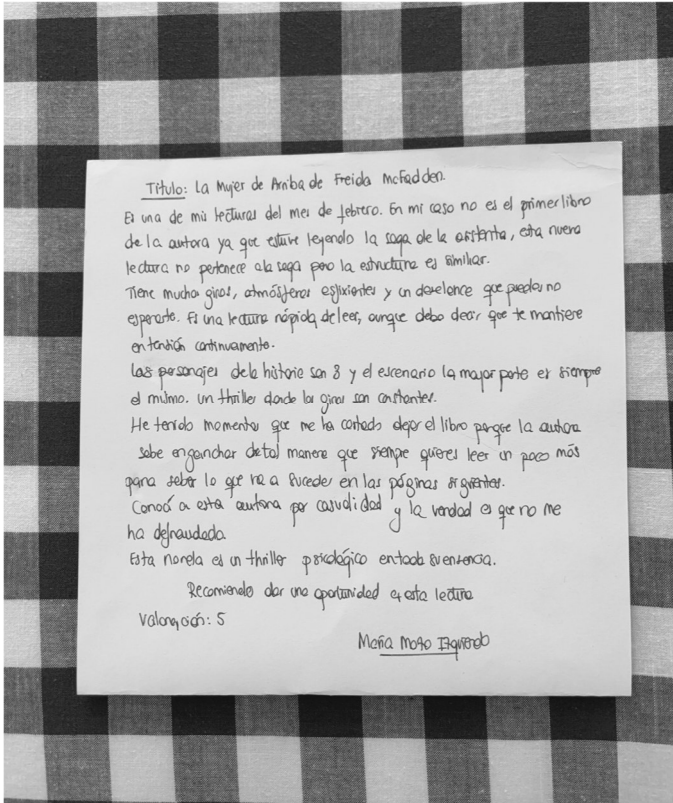 Título: La Mujer de Arriba de Freida McFadden.
Es una de mis lecturas del mes de febrero. En mi caso no es el primer libro
de la autora ya que estuve leyendo la saga de la asistenta, esta nueva
lectura no pertenece a la saga pero la estructura es similiar.
Tiene muchos giros, atmósferas asfixientes y un desenlence que puedas no
esperarte. Es una lectura rápida de leer, aunque debo decir que te mantiene
en tensión continuamente.
Los personajes de la historia son 8 y el escenario la mayor parte es siempre
el mismo. Un thriller donde los giros son constantes.
He tenido momentos que me ha costado dejar el libro porque la autora
sabe enganchar de tal manera que siempre quieres leer un poco más
para saber lo que va a suceder en las páginas siguientes.
Conocí a esta autora por casualidad y la verdad es que no me
ha defraudado.
Esta novela es un thriller psicológico en toda su esencia.
Recomiendo dar una oportunidad a esta lectura
Valoración: 5
María Mozo Izquierdo